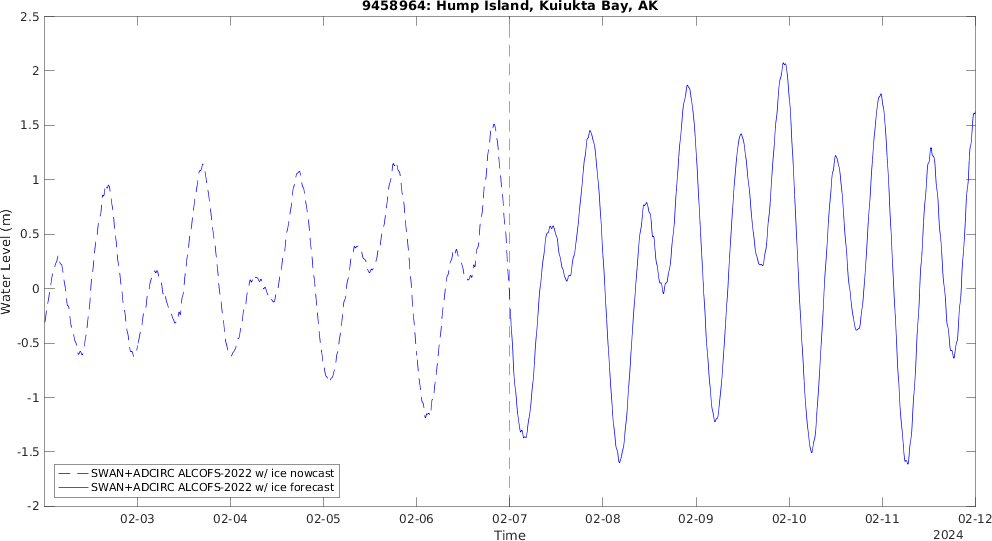 9458964: Hump Island, Kuiukta Bay, AK
Water Level (m)
2.5
2
1.5
1
0.5
0
-0.5
-1
-1.5
-2
SWAN+ADCIRC ALCOFS-2022 w/ ice nowcast
SWAN+ADCIRC ALCOFS-2022 w/ ice forecast
02-03 02-04 02-05 02-06 02-07 02-08 02-09 02-10 02-11 02-12
Time
2024